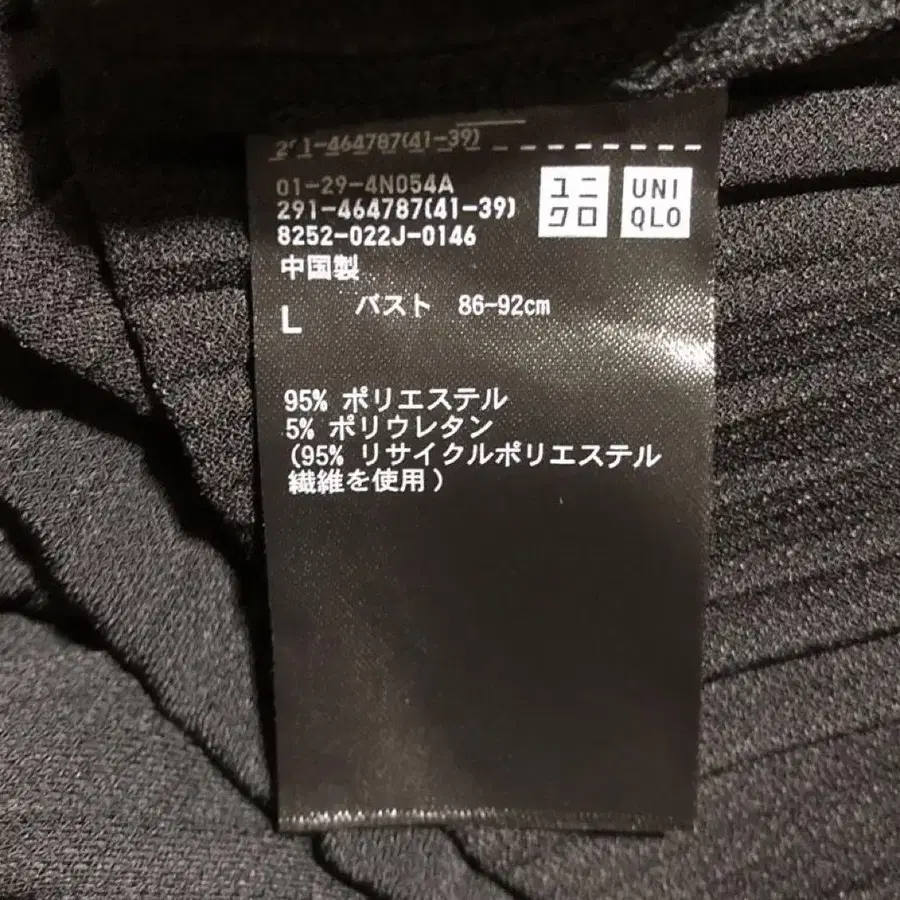 291-464787(41-39)
01-29-4N054A
291-464787(41-39)
8252-022J-0146
ユニ
クロ
UNI
QLO
中国製
L バスト 86-92cm
95% ポリエステル
5% ポリウレタン
(95% リサイクルポリエステル
繊維を使用)